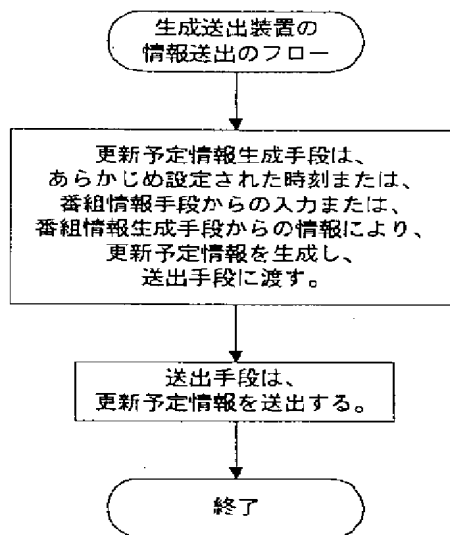 生成送出装置の
情報送出のフロー
更新予定情報生成手段は、
あらかじめ設定された時刻または、
番組情報手段からの入力または、
番組情報生成手段からの情報により、
更新予定情報を生成し、
送出手段に渡す。
送出手段は、
更新予定情報を送出する。
終了